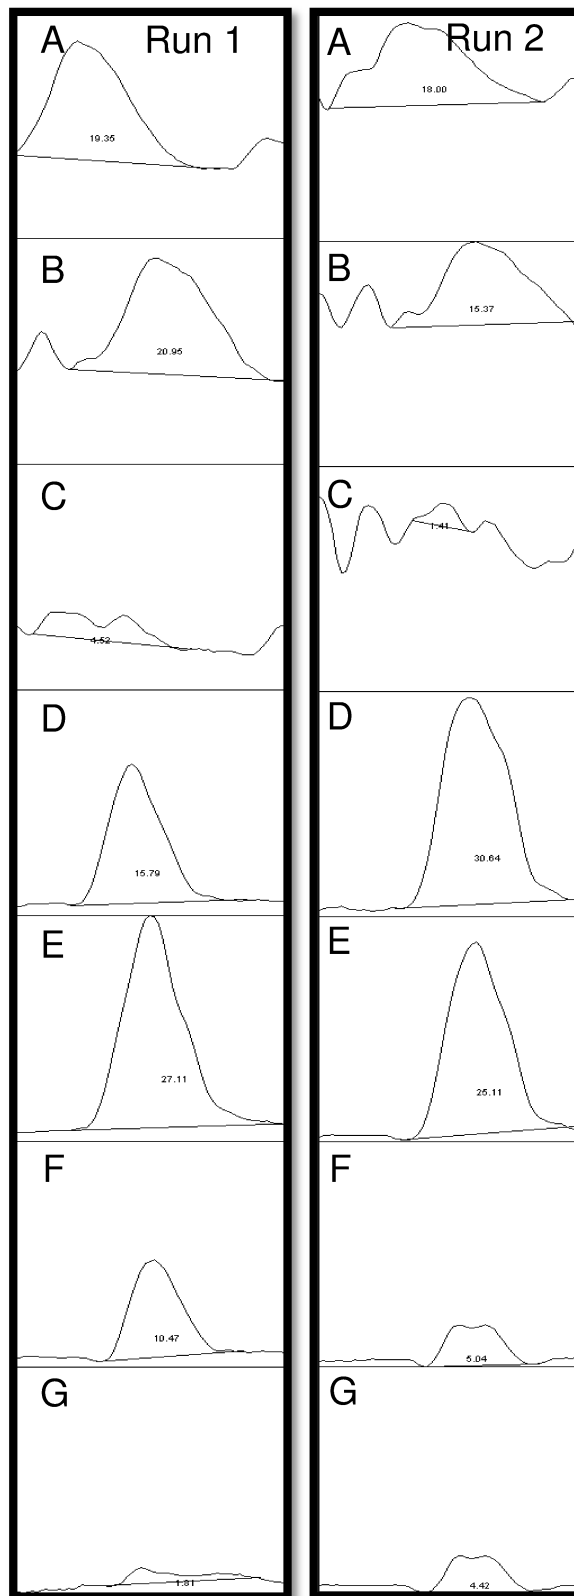 A Run 1
19.35
B
20.95
C
4.52
D
15.79
E
27.11
F
10.47
G
1.81
A Run 2
18.00
B
15.37
C
1.41
D
30.64
E
25.11
F
5.04
G
4.42